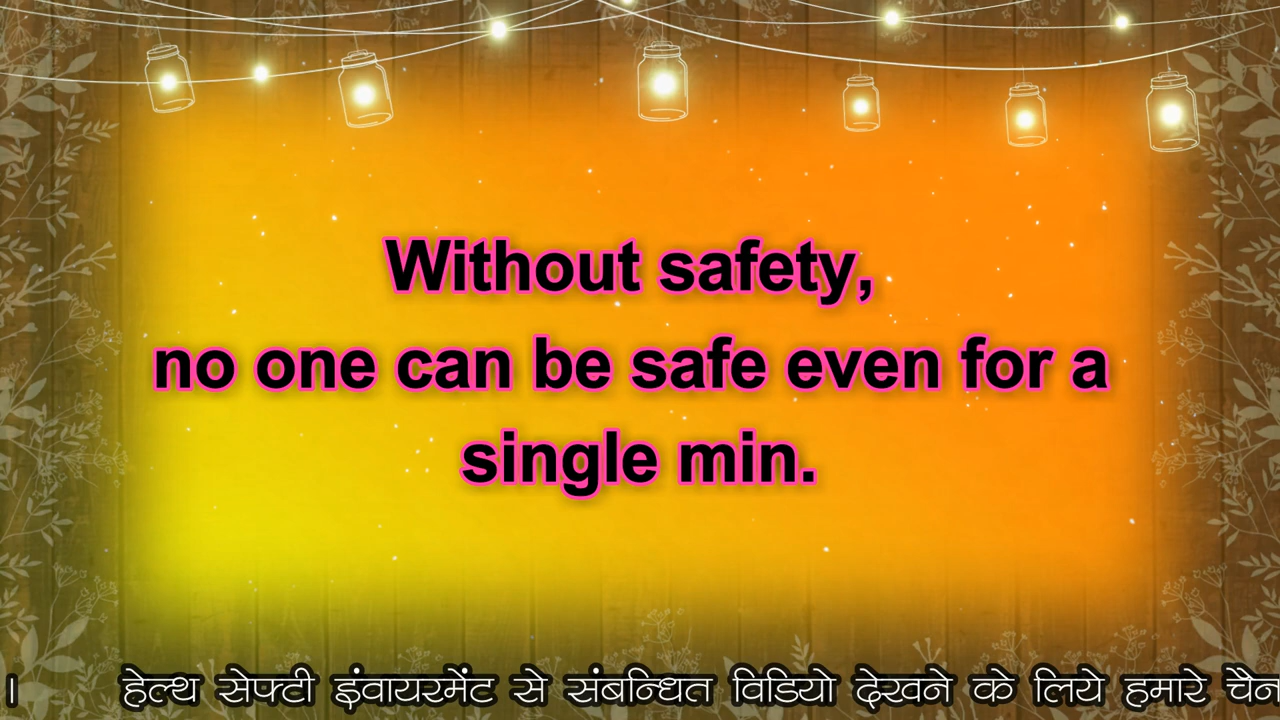 Without safety,
no one can be safe even for a
single min.
। हेल्थ सेफ्टी इंवायरमेंट से संबन्धित विडियो देखने के लिये हमारे चैन